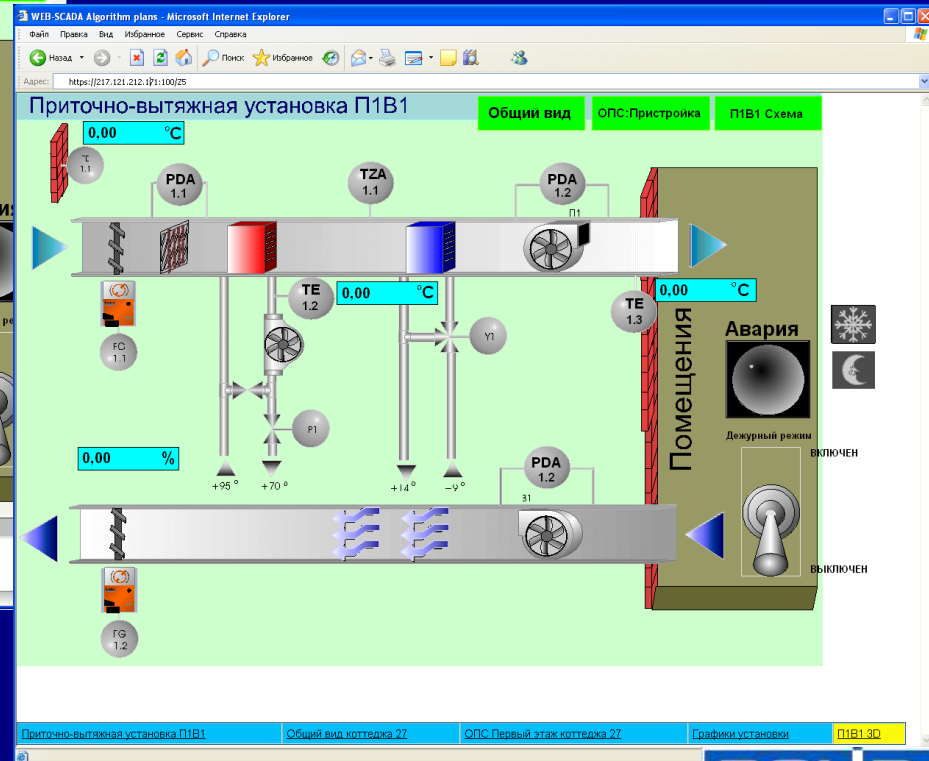 WEB-SCADA Algorithm plans - Microsoft Internet Explorer
Файл Правка Вид Избранное Сервис Справка
Назад Поиск Избранное
Адрес: https://217.121.212.171:100/Z5
Приточно-вытяжная установка П1В1
Общий вид ОПС:Пристройка П1В1 Схема
0,00 °C
1.1
PDA 1.1
TZA 1.1
PDA 1.2
П1
TE 1.2
0,00 °C
TE 1.3
0,00 °C
FC 1.1
Y1
P1
Помещения
Авария
Дежурный режим
ВКЛЮЧЕН
ВЫКЛЮЧЕН
0,00 %
+95 ° +70 ° +14 ° –9 °
PDA 1.2
31
ГG 1.2
Приточно-вытяжная установка П1В1
Общий вид коттеджа 27
ОПС Первый этаж коттеджа 27
Графики установки
П1В1 3D